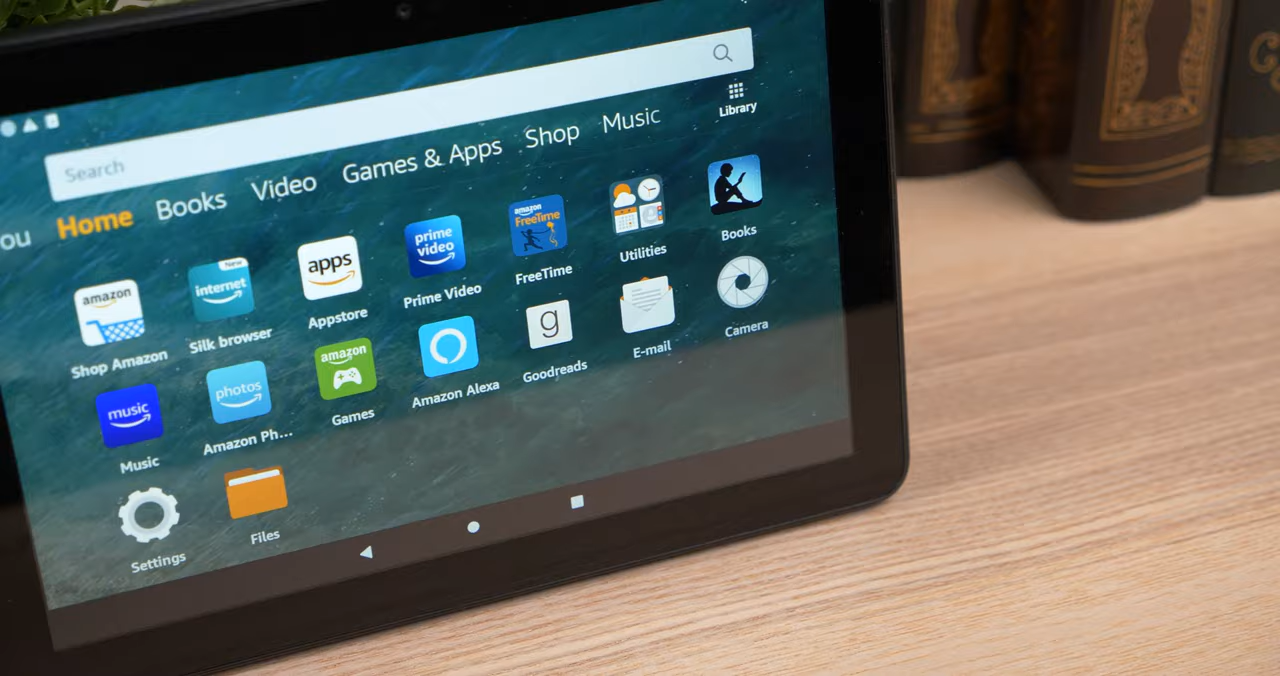 Search
ou Home Books Video Games & Apps Shop Music Library
amazon
New
internet
apps
prime
video
amazon
FreeTime
Shop Amazon Silk browser Appstore Prime Video FreeTime Utilities Books
music
photos
amazon
g
Music Amazon Ph... Games Amazon Alexa Goodreads E-mail Camera
Settings Files